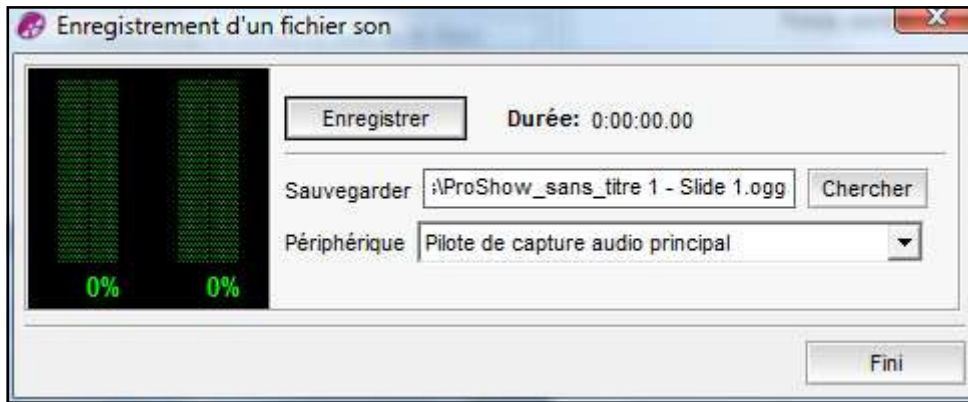 Enregistrement d'un fichier son
Enregistrer Durée: 0:00:00.00
Sauvegarder :\ProShow_sans_titre 1 - Slide 1.ogg Chercher
Périphérique Pilote de capture audio principal
0% 0%
Fini